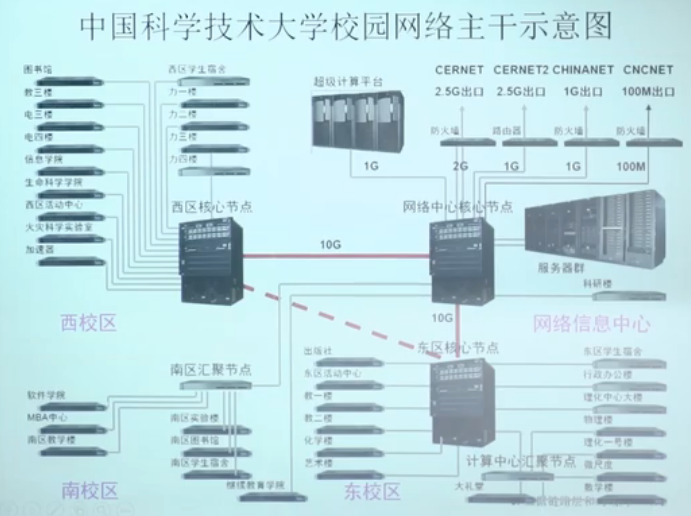 中国科学技术大学校园网络主干示意图
图书馆
教三楼
电三楼
电四楼
信息学院
生命科学学院
西区活动中心
火灾科学实验室
加速器
西区学生宿舍
力一楼
力二楼
力三楼
力四楼
超级计算平台
CERNET CERNET2 CHINANET CNCNET
2.5G出口 2.5G出口 1G出口 100M出口
防火墙 路由器 防火墙 防火墙
1G 2G 1G 1G 100M
西区核心节点
网络中心核心节点
10G
服务器群
科研楼
西校区
网络信息中心
10G
东区核心节点
南区汇聚节点
软件学院
MBA中心
南区教学楼
南区实验楼
南区图书馆
南区学生宿舍
继续教育学院
南校区
出版社
东区活动中心
教一楼
教二楼
化学楼
艺术楼
东校区
东区学生宿舍
行政办公楼
理化中心大楼
物理楼
理化一号楼
微尺度
数学楼
计算中心汇聚节点
大礼堂